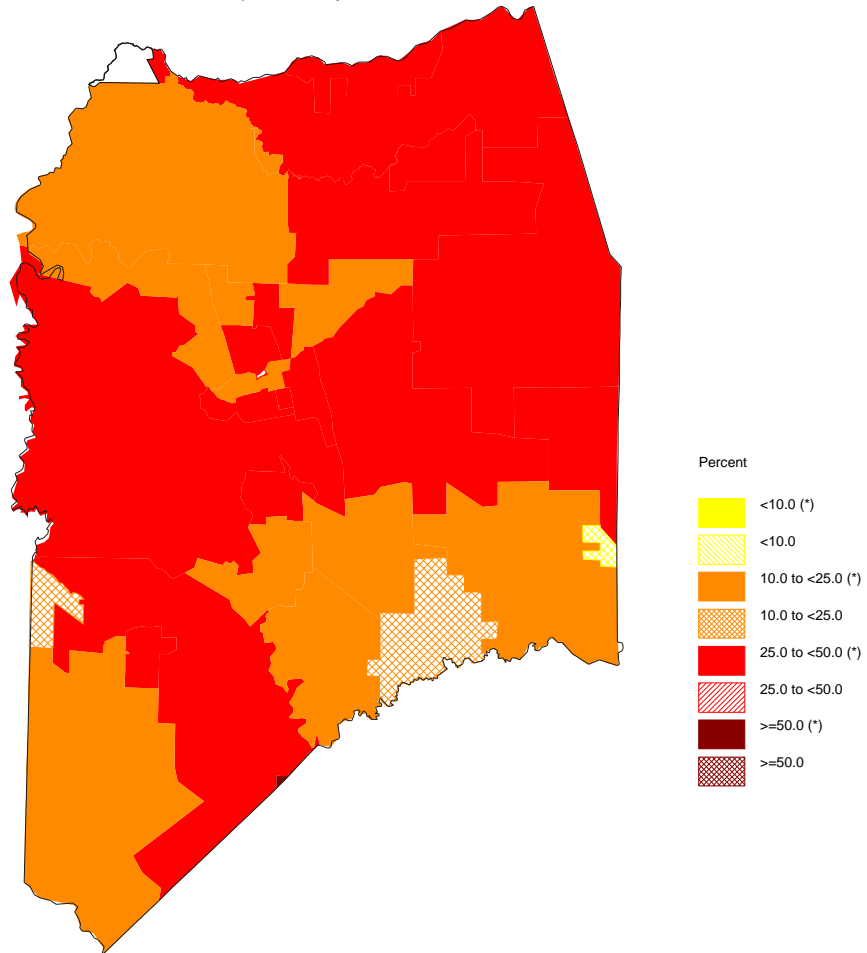 Percent
<10.0 (*)
<10.0
10.0 to <25.0 (*)
10.0 to <25.0
25.0 to <50.0 (*)
25.0 to <50.0
>=50.0 (*)
>=50.0